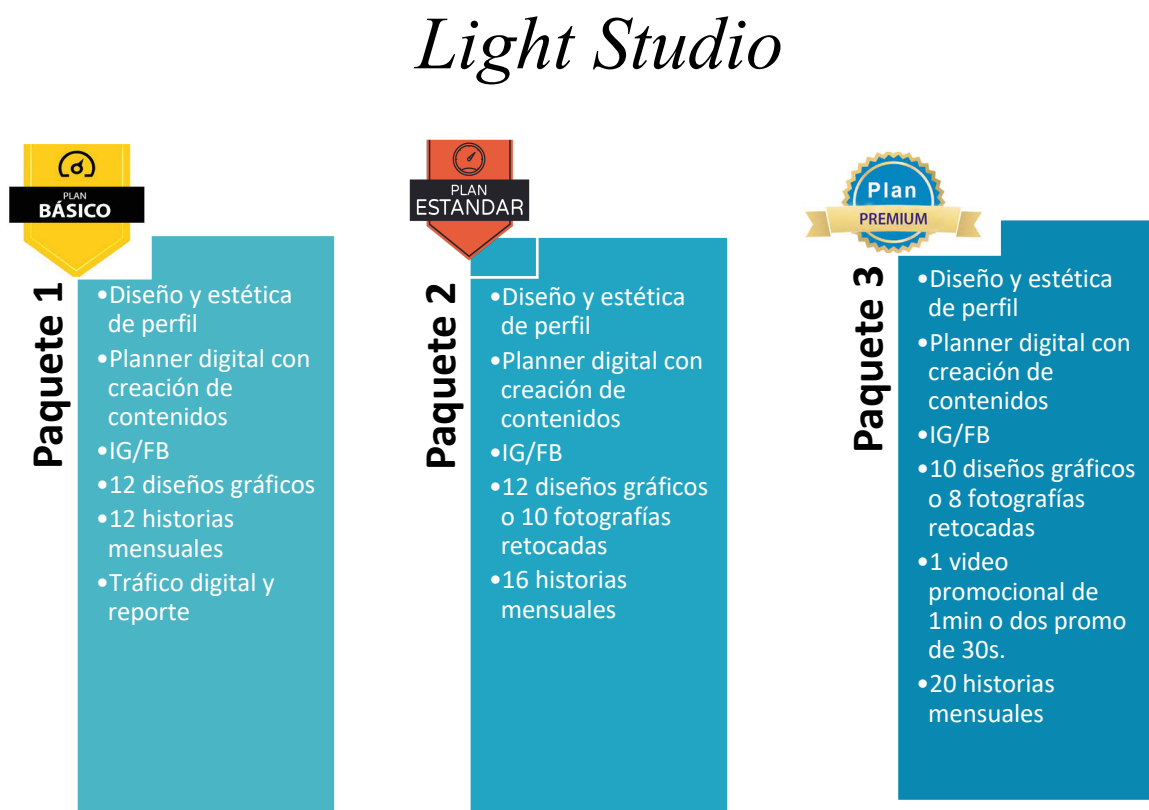 Light Studio
PLAN
BÁSICO
Paquete 1
•Diseño y estética
de perfil
•Planner digital con
creación de
contenidos
•IG/FB
•12 diseños gráficos
•12 historias
mensuales
•Tráfico digital y
reporte
PLAN
ESTANDAR
Paquete 2
•Diseño y estética
de perfil
•Planner digital con
creación de
contenidos
•IG/FB
•12 diseños gráficos
o 10 fotografías
retocadas
•16 historias
mensuales
Plan
PREMIUM
Paquete 3
•Diseño y estética
de perfil
•Planner digital con
creación de
contenidos
•IG/FB
•10 diseños gráficos
o 8 fotografías
retocadas
•1 video
promocional de
1min o dos promo
de 30s.
•20 historias
mensuales